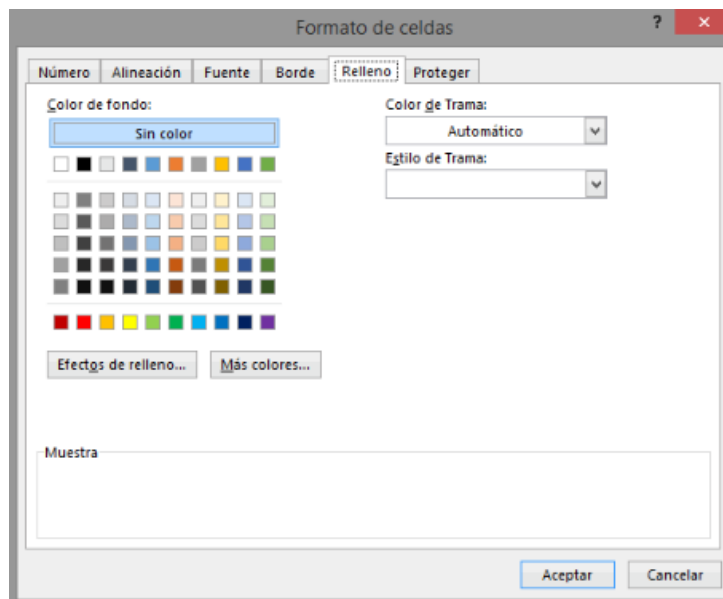 Formato de celdas
?
×
Número Alineación Fuente Borde Relleno Proteger
Color de fondo:
Sin color
Color de Trama:
Automático
Estilo de Trama:
Efectos de relleno...
Más colores...
Muestra
Aceptar
Cancelar